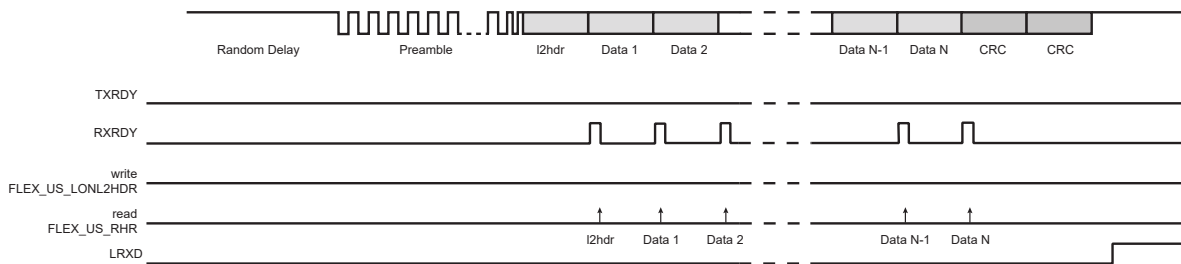 Random Delay Preamble l2hdr Data 1 Data 2 Data N-1 Data N CRC CRC
TXRDY
RXRDY
write
FLEX_US_LONL2HDR
read
FLEX_US_RHR
l2hdr Data 1 Data 2 Data N-1 Data N
LRXD